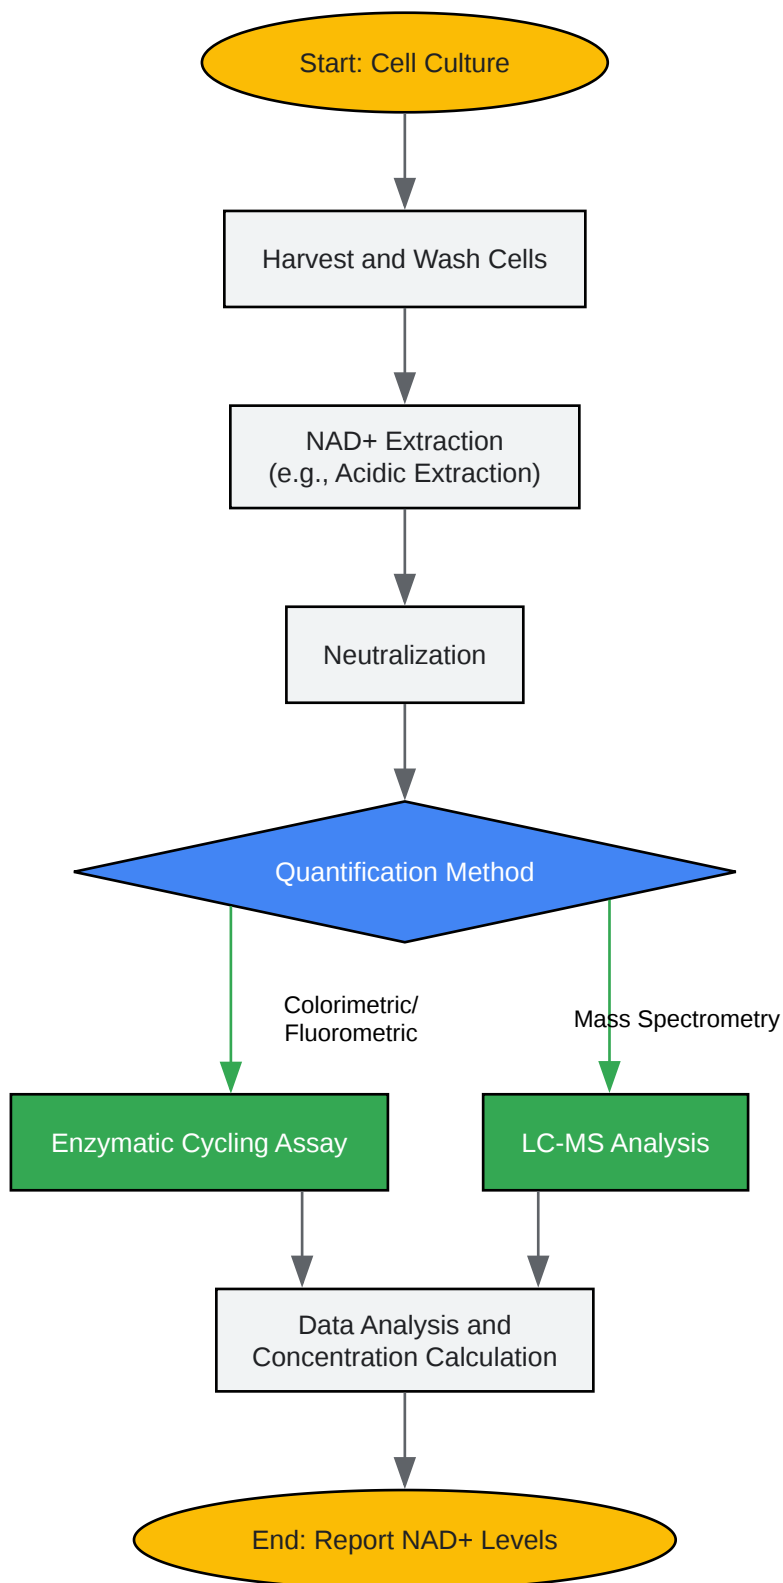 Start: Cell Culture
Harvest and Wash Cells
NAD+ Extraction
(e.g., Acidic Extraction)
Neutralization
Quantification Method
Colorimetric/
Fluorometric
Mass Spectrometry
Enzymatic Cycling Assay
LC-MS Analysis
Data Analysis and
Concentration Calculation
End: Report NAD+ Levels